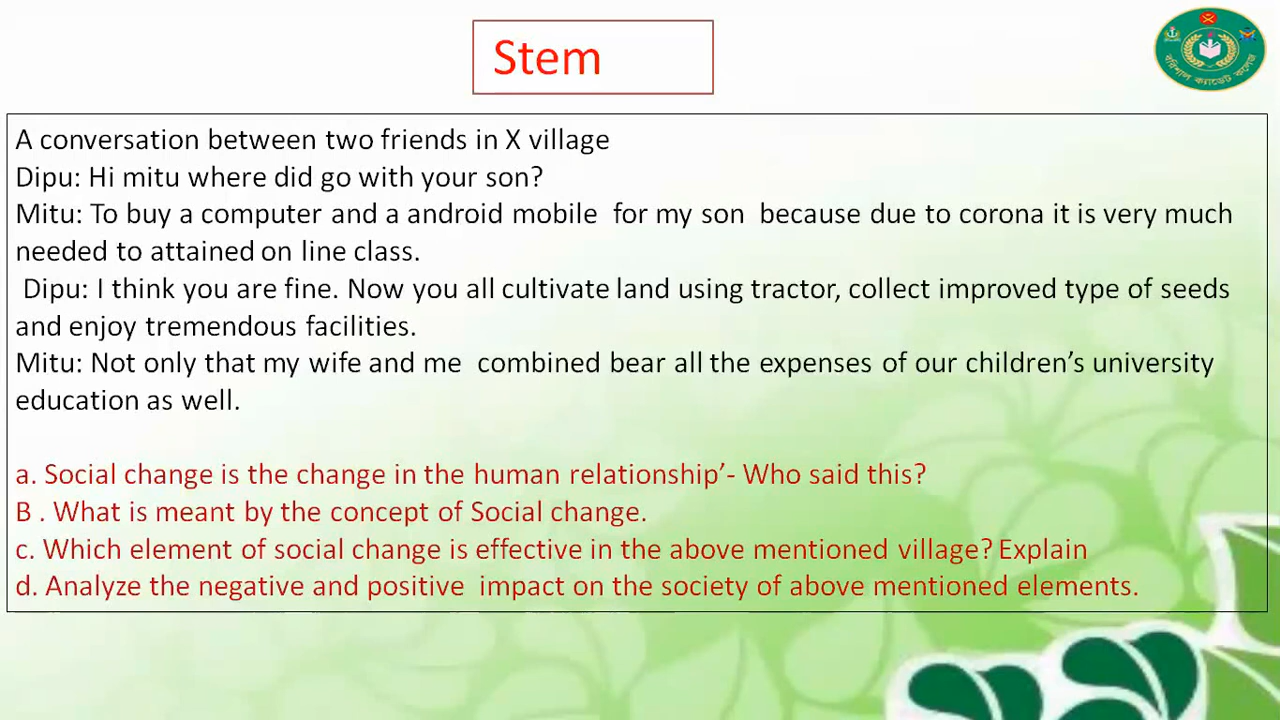 Stem
A conversation between two friends in X village
Dipu: Hi mitu where did go with your son?
Mitu: To buy a computer and a android mobile for my son because due to corona it is very much
needed to attained on line class.
Dipu: I think you are fine. Now you all cultivate land using tractor, collect improved type of seeds
and enjoy tremendous facilities.
Mitu: Not only that my wife and me combined bear all the expenses of our children’s university
education as well.
a. Social change is the change in the human relationship’- Who said this?
B . What is meant by the concept of Social change.
c. Which element of social change is effective in the above mentioned village? Explain
d. Analyze the negative and positive impact on the society of above mentioned elements.
বরিশাল ক্যাডেট কলেজ